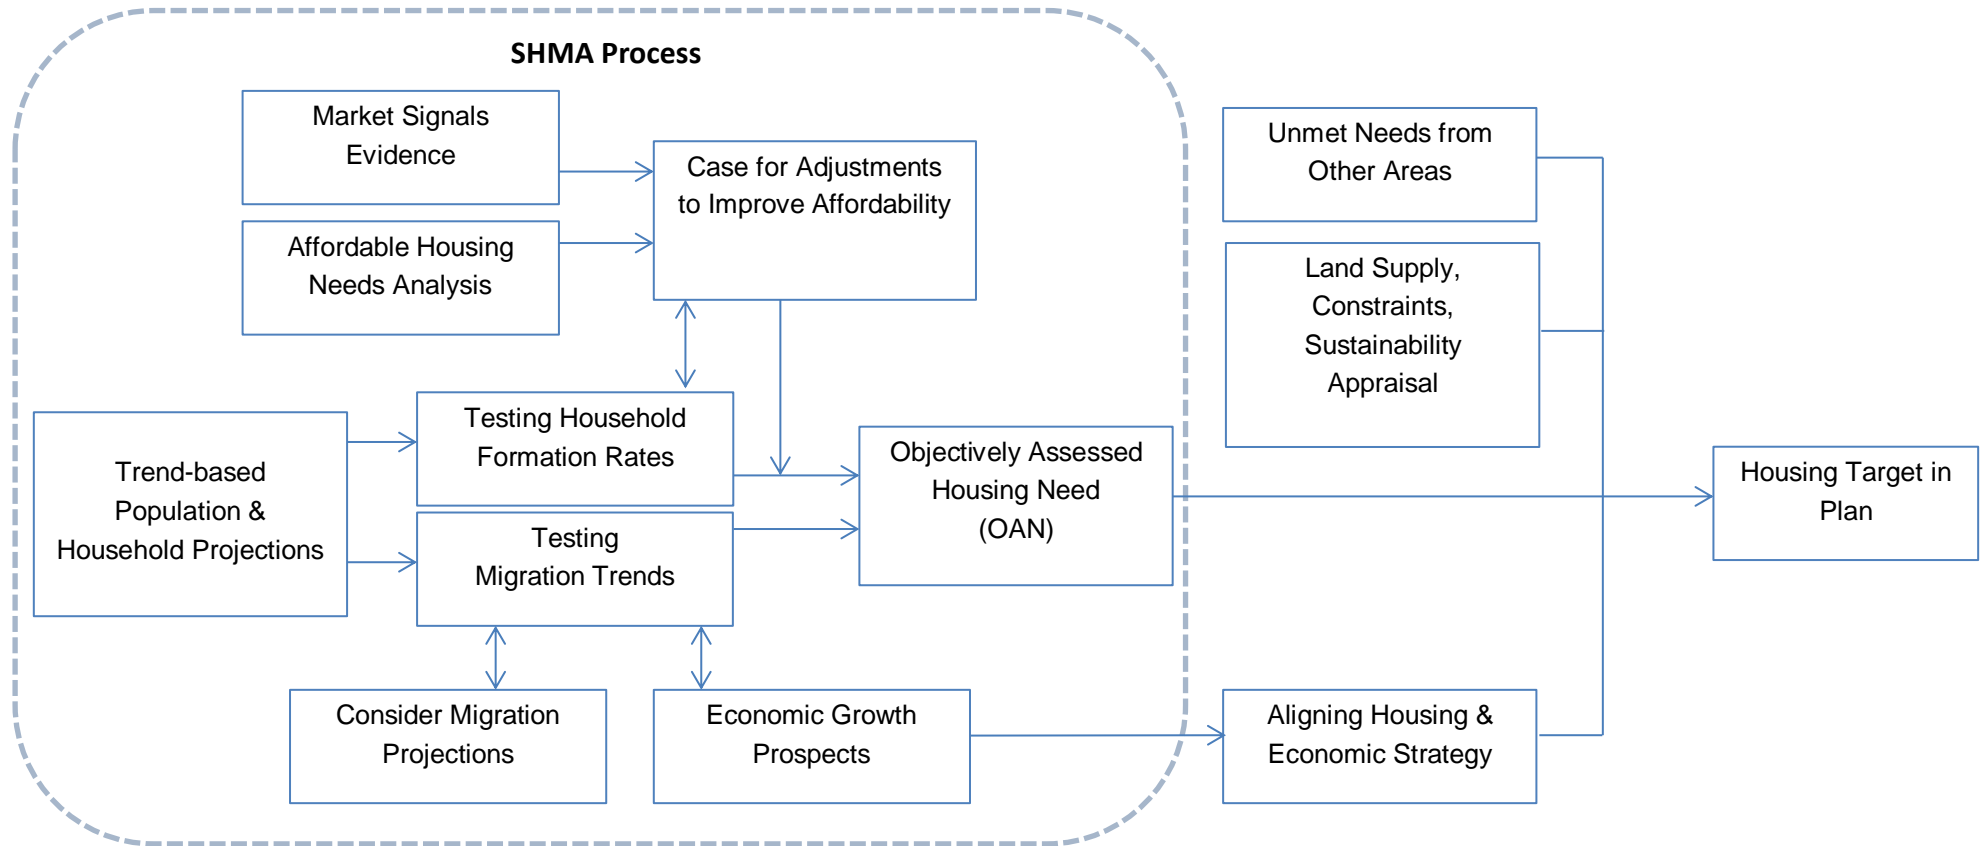 SHMA Process
Market Signals
Evidence
Case for Adjustments
to Improve Affordability
Affordable Housing
Needs Analysis
Unmet Needs from
Other Areas
Land Supply,
Constraints,
Sustainability
Appraisal
Trend-based
Population &
Household Projections
Testing Household
Formation Rates
Testing
Migration Trends
Objectively Assessed
Housing Need
(OAN)
Housing Target in
Plan
Consider Migration
Projections
Economic Growth
Prospects
Aligning Housing &
Economic Strategy